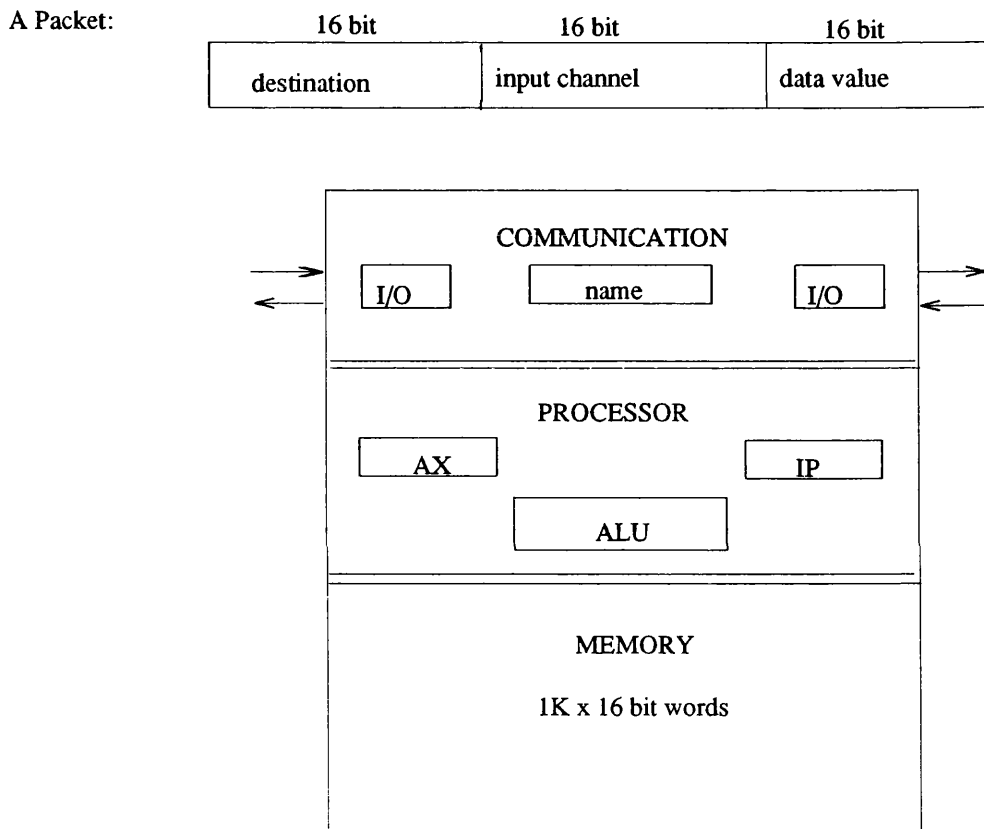 A Packet:
16 bit 16 bit 16 bit
destination input channel data value
COMMUNICATION
I/O name I/O
PROCESSOR
AX IP
ALU
MEMORY
1K x 16 bit words